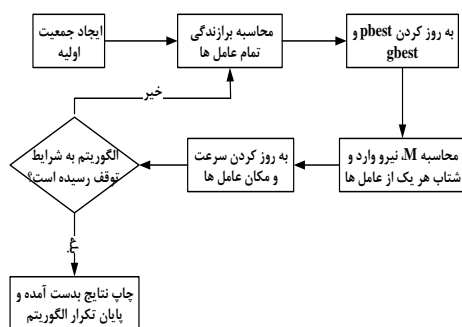 ایجاد جمعیت
اولیه
محاسبه برازندگی
تمام عامل ها
به روز کردن pbest و
gbest
محاسبه M، نیرو وارد و
شتاب هر یک از عامل ها
به روز کردن سرعت
و مکان عامل ها
الگوریتم به شرایط
توقف رسیده است؟
خیر
بله
چاپ نتایج بدست آمده و
پایان تکرار الگوریتم